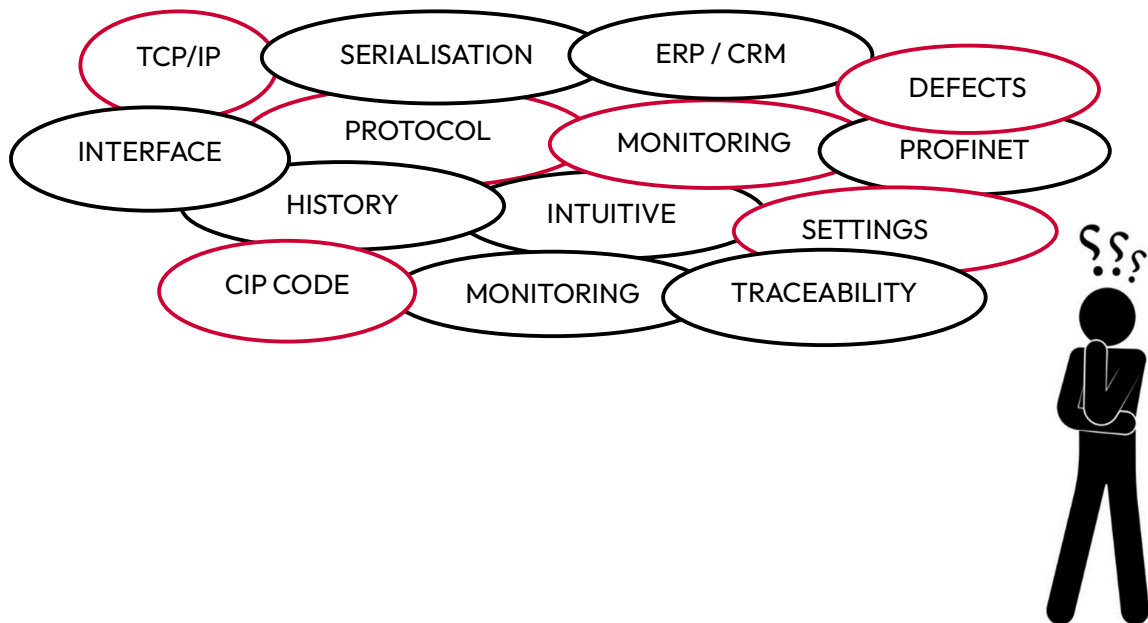 TCP/IP
SERIALISATION
ERP / CRM
DEFECTS
PROTOCOL
MONITORING
INTERFACE
PROFINET
HISTORY
INTUITIVE
SETTINGS
CIP CODE
MONITORING
TRACEABILITY
???